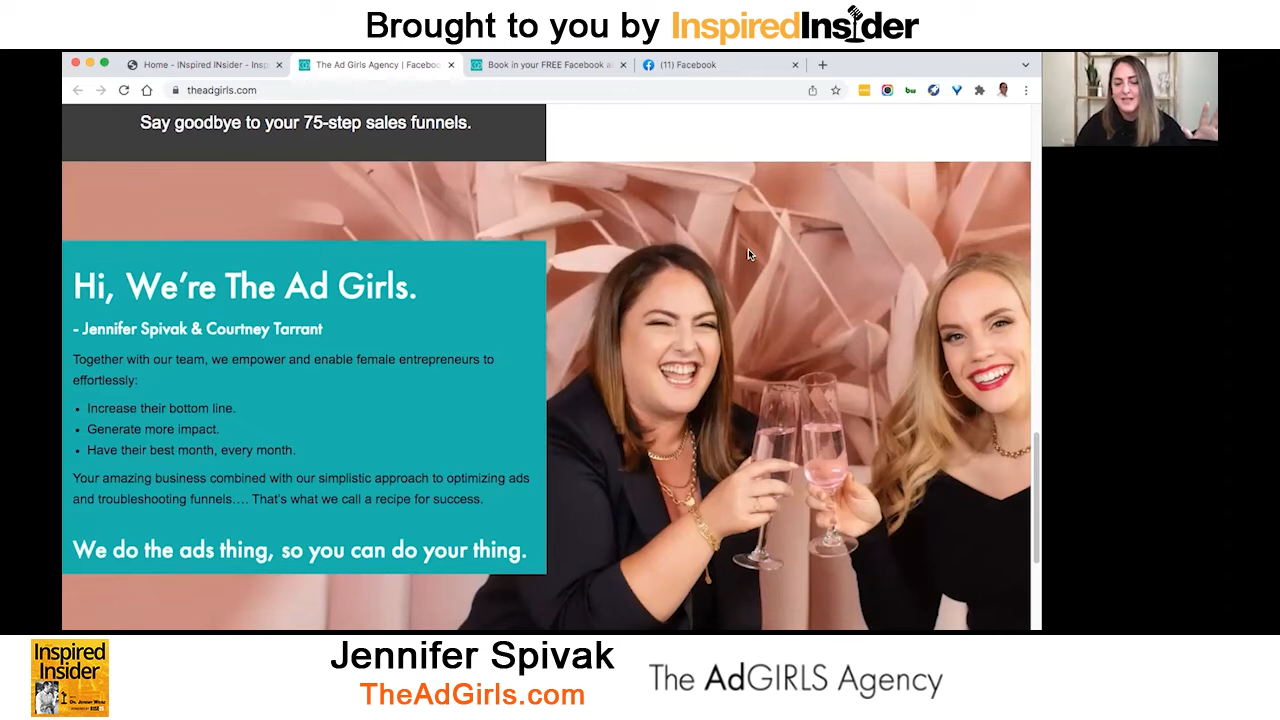 Brought to you by InspiredInsider
Home - INspired INsider - Insp
The Ad Girls Agency | Faceboo
Book in your FREE Facebook a
(11) Facebook
theadgirls.com
Say goodbye to your 75-step sales funnels.
Hi, We're The Ad Girls.
- Jennifer Spivak & Courtney Tarrant
Together with our team, we empower and enable female entrepreneurs to
effortlessly:
• Increase their bottom line.
• Generate more impact.
• Have their best month, every month.
Your amazing business combined with our simplistic approach to optimizing ads
and troubleshooting funnels.... That's what we call a recipe for success.
We do the ads thing, so you can do your thing.
Inspired
Insider
Jennifer Spivak
TheAdGirls.com
The AdGIRLS Agency